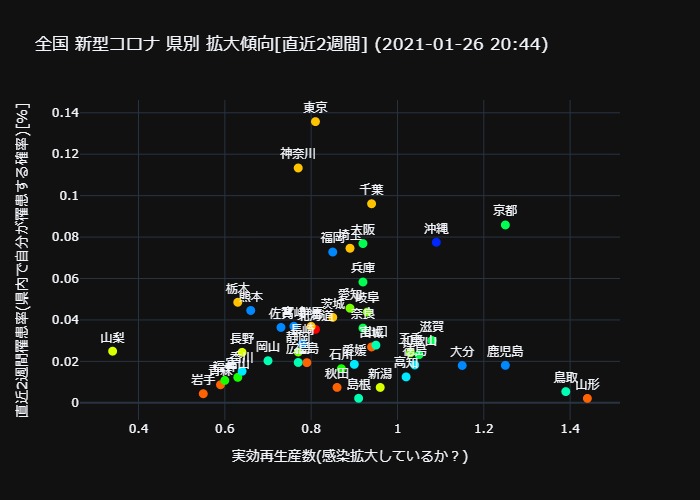 全国 新型コロナ 県別 拡大傾向[直近2週間] (2021-01-26 20:44)
直近2週間罹患率(県内で自分が罹患する確率)[%]
0.14
0.12
0.1
0.08
0.06
0.04
0.02
0
東京
神奈川
千葉
京都
沖縄
大阪
埼玉
福岡
兵庫
栃木
熊本
愛知
岐阜
茨城
奈良
北海道
滋賀
山梨
長野
岡山
石川
愛媛
高知
大分
鹿児島
岩手
秋田
新潟
島根
鳥取
山形
0.4
0.6
0.8
1
1.2
1.4
実効再生産数(感染拡大しているか？)